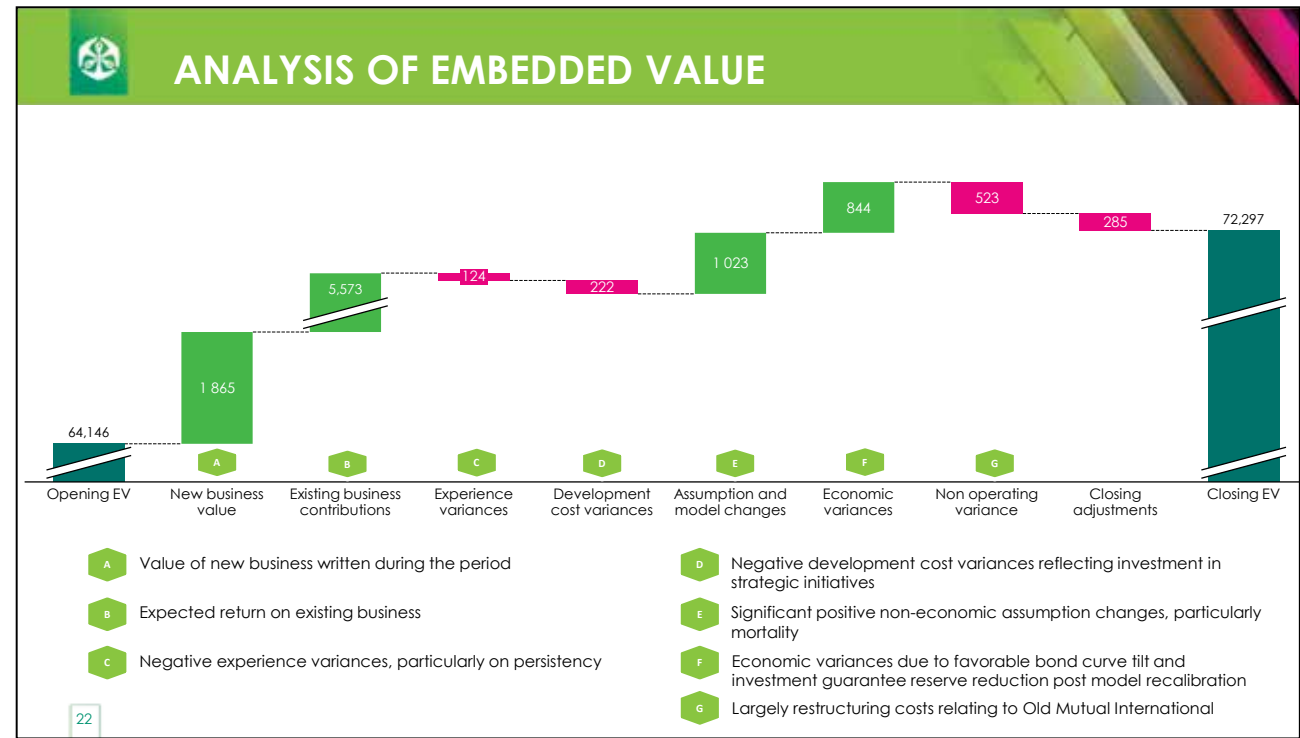 ANALYSIS OF EMBEDDED VALUE
64,146
1 865
5,573
124
222
1 023
844
523
285
72,297
A
B
C
D
E
F
G
Opening EV
New business
value
Existing business
contributions
Experience
variances
Development
cost variances
Assumption and
model changes
Economic
variances
Non operating
variance
Closing
adjustments
Closing EV
A
Value of new business written during the period
B
Expected return on existing business
C
Negative experience variances, particularly on persistency
D
Negative development cost variances reflecting investment in
strategic initiatives
E
Significant positive non-economic assumption changes, particularly
mortality
F
Economic variances due to favorable bond curve tilt and
investment guarantee reserve reduction post model recalibration
G
Largely restructuring costs relating to Old Mutual International
22